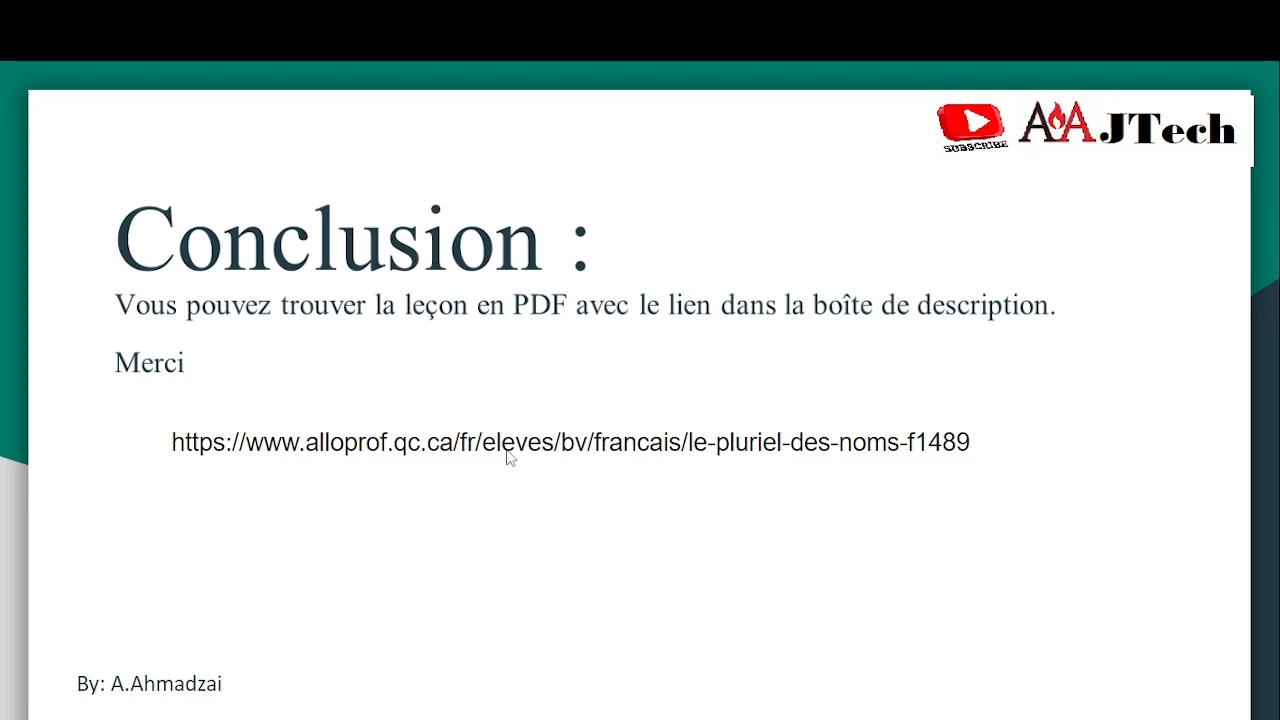 SUBSCRIBE
AAJTech
Conclusion :
Vous pouvez trouver la leçon en PDF avec le lien dans la boîte de description.
Merci
https://www.alloprof.qc.ca/fr/eleves/bv/francais/le-pluriel-des-noms-f1489
By: A.Ahmadzai